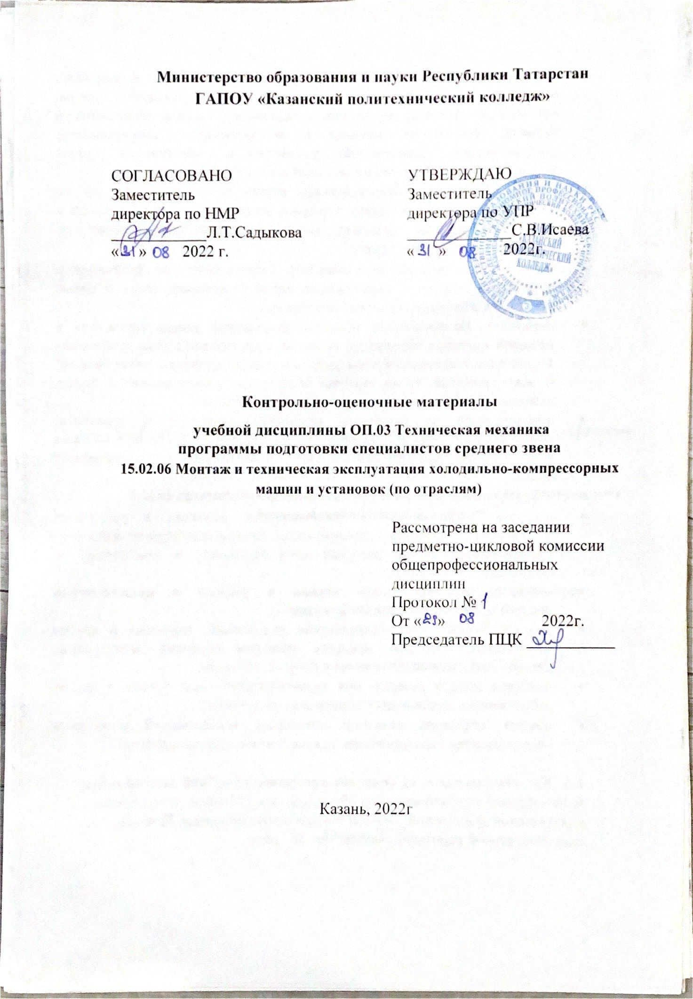 Министерство образования и науки Республики Татарстан
ГАПОУ «Казанский политехнический колледж»
СОГЛАСОВАНО
Заместитель
директора по НМР
Л.Т.Садыкова
«31» 08 2022 г.
УТВЕРЖДАЮ
Заместитель
директора по УПР
С.В.Исаева
«31» 08 2022г.
КОЛЛЕДЖ»
Контрольно-оценочные материалы
учебной дисциплины ОП.03 Техническая механика
программы подготовки специалистов среднего звена
15.02.06 Монтаж и техническая эксплуатация холодильно-компрессорных
машин и установок (по отраслям)
Рассмотрена на заседании
предметно-цикловой комиссии
общепрофессиональных
дисциплин
Протокол № 1
От «29» 08 2022г.
Председатель ПЦК
Казань, 2022г